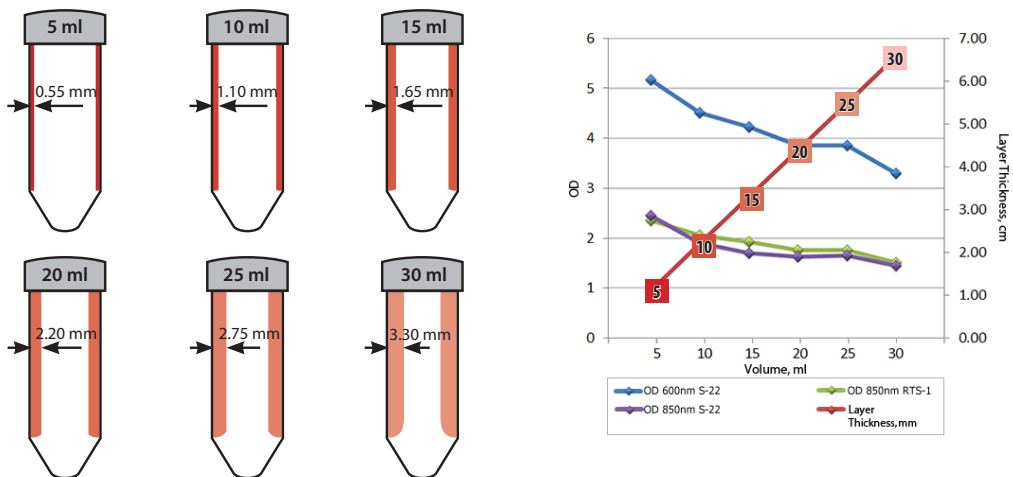 5 ml
10 ml
15 ml
0.55 mm
1.10 mm
1.65 mm
20 ml
25 ml
30 ml
2.20 mm
2.75 mm
3.30 mm
6
5
4
3
2
1
0
OD
7.00
6.00
5.00
4.00
3.00
2.00
1.00
0.00
Layer Thickness, cm
30
25
20
15
10
5
5
10
15
20
25
30
Volume, ml
OD 600nm S-22
OD 850nm RTS-1
OD 850nm S-22
Layer
Thickness,mm